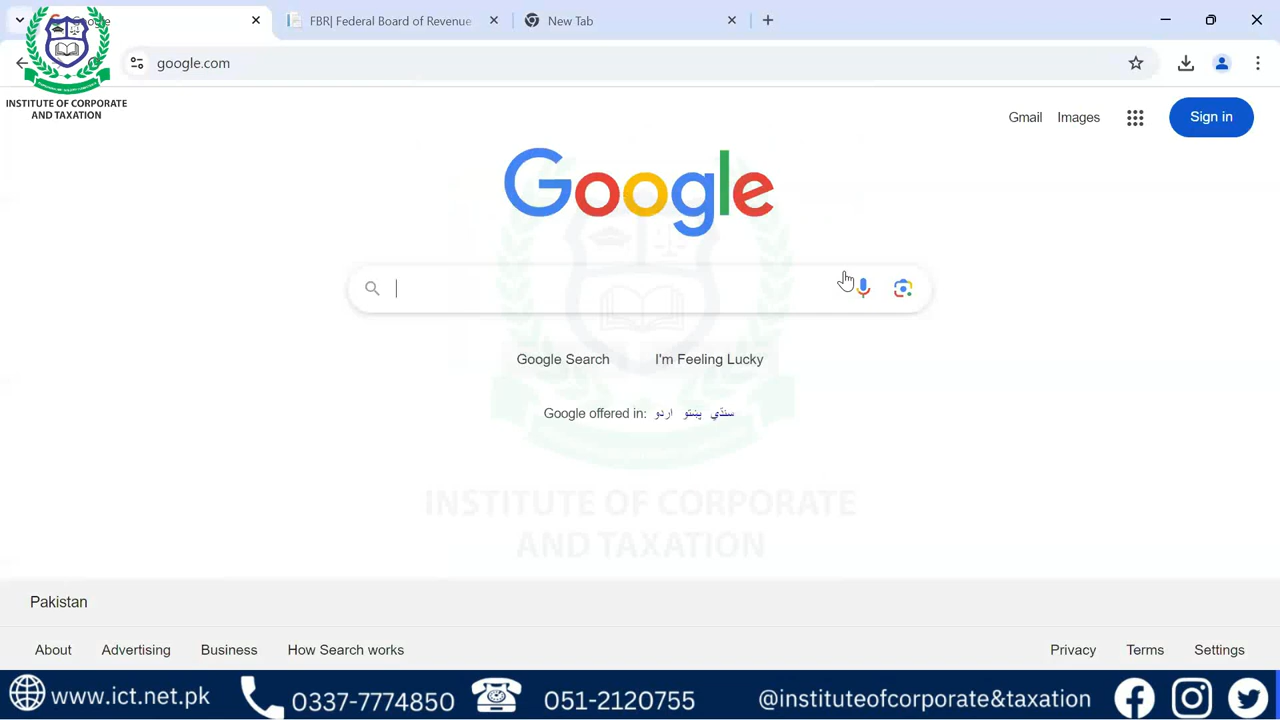 FBR| Federal Board of Revenue
New Tab
google.com
INSTITUTE OF CORPORATE
AND TAXATION
Gmail
Images
Sign in
Google
Google Search
I'm Feeling Lucky
Google offered in: اردو پښتو سنڌي
INSTITUTE OF CORPORATE
AND TAXATION
Pakistan
About
Advertising
Business
How Search works
Privacy
Terms
Settings
www.ict.net.pk
0337-7774850
051-2120755
@instituteofcorporate&taxation